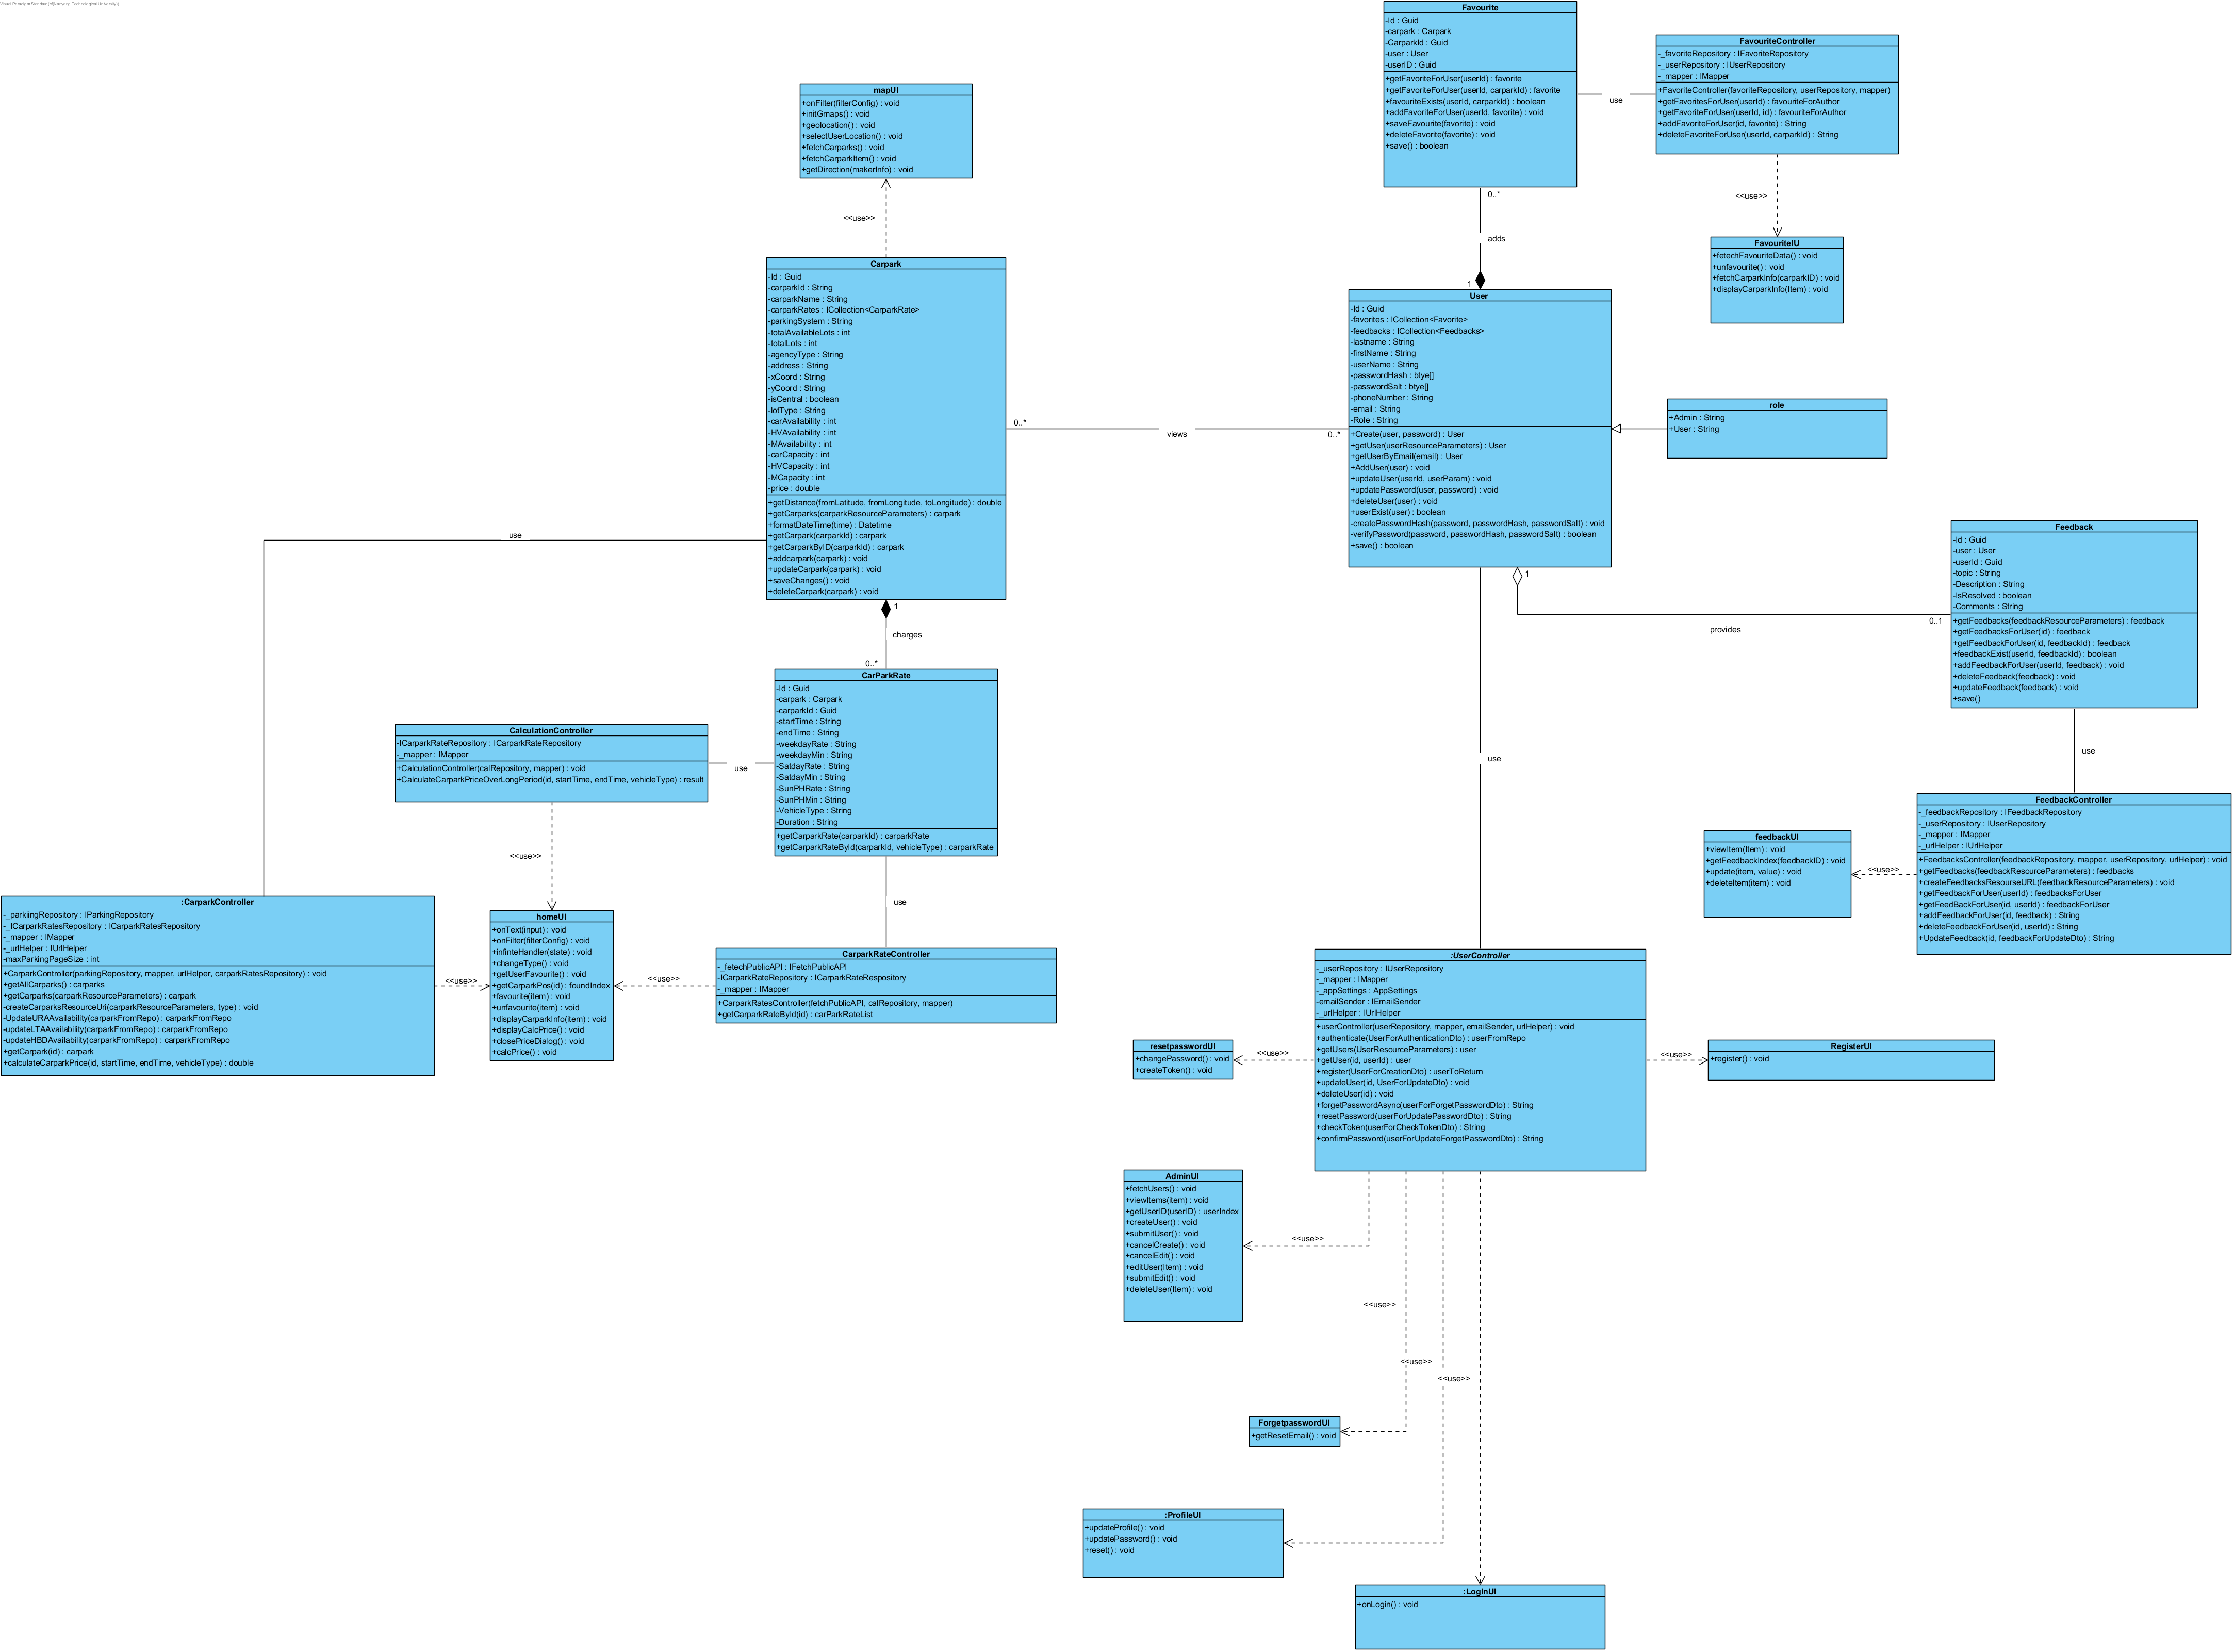 Visual Paradigm Standard(Nanyang Technological University)
Favourite
-Id : Guid
-carpark : Carpark
-CarparkId : Guid
-user : User
-userID : Guid
+getFavoriteForUser(userId) : favorite
+getFavoriteForUser(userId, carparkId) : favorite
+favouriteExists(userId, carparkId) : boolean
+addFavoriteForUser(userId, favorite) : void
+saveFavourite(favorite) : void
+deleteFavorite(favorite) : void
+save() : boolean
use
FavouriteController
-_favoriteRepository : IFavoriteRepository
-_userRepository : IUserRepository
-_mapper : IMapper
+FavoriteController(favoriteRepository, userRepository, mapper)
+getFavoritesForUser(userId) : favouriteForAuthor
+getFavoriteForUser(userId, id) : favouriteForAuthor
+addFavoriteForUser(id, favorite) : String
+deleteFavoriteForUser(userId, carparkId) : String
<<use>>
FavouriteIU
+fetechFavouriteData() : void
+unfavourite() : void
+fetchCarparkInfo(carparkID) : void
+displayCarparkInfo(Item) : void
mapUI
+onFilter(filterConfig) : void
+initGmaps() : void
+geolocation() : void
+selectUserLocation() : void
+fetchCarparks() : void
+fetchCarparkItem() : void
+getDirection(makerInfo) : void
<<use>>
0..*
adds
1
Carpark
-Id : Guid
-carparkId : String
-carparkName : String
-carparkRates : ICollection<CarparkRate>
-parkingSystem : String
-totalAvailableLots : int
-totalLots : int
-agencyType : String
-address : String
-xCoord : String
-yCoord : String
-isCentral : boolean
-lotType : String
-carAvailability : int
-HVAvailability : int
-MAvailability : int
-carCapacity : int
-HVCapacity : int
-MCapacity : int
-price : double
+getDistance(fromLatitude, fromLongitude, toLongitude) : double
+getCarparks(carparkResourceParameters) : carpark
+formatDateTime(time) : Datetime
+getCarpark(carparkId) : carpark
+getCarparkByID(carparkId) : carpark
+addcarpark(carpark) : void
+updateCarpark(carpark) : void
+saveChanges() : void
+deleteCarpark(carpark) : void
0..*
views
0..*
User
-Id : Guid
-favorites : ICollection<Favorite>
-feedbacks : ICollection<Feedbacks>
-lastname : String
-firstName : String
-userName : String
-passwordHash : btye[]
-passwordSalt : btye[]
-phoneNumber : String
-email : String
-Role : String
+Create(user, password) : User
+getUser(userResourceParameters) : User
+getUserByEmail(email) : User
+AddUser(user) : void
+updateUser(userId, userParam) : void
+updatePassword(user, password) : void
+deleteUser(user) : void
+userExist(user) : boolean
-createPasswordHash(password, passwordHash, passwordSalt) : void
-verifyPassword(password, passwordHash, passwordSalt) : boolean
+save() : boolean
role
+Admin : String
+User : String
use
1
charges
0..*
1
provides
0..1
Feedback
-Id : Guid
-user : User
-userId : Guid
-topic : String
-Description : String
-IsResolved : boolean
-Comments : String
+getFeedbacks(feedbackResourceParameters) : feedback
+getFeedbacksForUser(id) : feedback
+getFeedbackForUser(id, feedbackId) : feedback
+feedbackExist(userId, feedbackId) : boolean
+addFeedbackForUser(userId, feedback) : void
+deleteFeedback(feedback) : void
+updateFeedback(feedback) : void
+save()
use
CarParkRate
-Id : Guid
-carpark : Carpark
-carparkId : Guid
-startTime : String
-endTime : String
-weekdayRate : String
-weekdayMin : String
-SatdayRate : String
-SatdayMin : String
-SunPHRate : String
-SunPHMin : String
-VehicleType : String
-Duration : String
+getCarparkRate(carparkId) : carparkRate
+getCarparkRateById(carparkId, vehicleType) : carparkRate
CalculationController
-ICarparkRateRepository : ICarparkRateRepository
-_mapper : IMapper
+CalculationController(calRepository, mapper) : void
+CalculateCarparkPriceOverLongPeriod(id, startTime, endTime, vehicleType) : result
use
<<use>>
use
use
FeedbackController
-_feedbackRepository : IFeedbackRepository
-_userRepository : IUserRepository
-_mapper : IMapper
-_urlHelper : IUrlHelper
+FeedbacksController(feedbackRepository, mapper, userRepository, urlHelper) : void
+getFeedbacks(feedbackResourceParameters) : feedbacks
+createFeedbacksResourseURL(feedbackResourceParameters) : void
+getFeedbackForUser(userId) : feedbacksForUser
+getFeedBackForUser(id, userId) : feedbackForUser
+addFeedbackForUser(id, feedback) : String
+deleteFeedbackForUser(id, userId) : String
+UpdateFeedback(id, feedbackForUpdateDto) : String
<<use>>
feedbackUI
+viewItem(Item) : void
+getFeedbackIndex(feedbackID) : void
+update(item, value) : void
+deleteItem(item) : void
:CarparkController
-_parkiingRepository : IParkingRepository
-_ICarparkRatesRepository : ICarparkRatesRepository
-_mapper : IMapper
-_urlHelper : IUrlHelper
-maxParkingPageSize : int
+CarparkController(parkingRepository, mapper, urlHelper, carparkRatesRepository) : void
+getAllCarparks() : carparks
+getCarparks(carparkResourceParameters) : carpark
-createCarparksResourceUri(carparkResourceParameters, type) : void
-UpdateURAAvailability(carparkFromRepo) : carparkFromRepo
-updateLTAAvailability(carparkFromRepo) : carparkFromRepo
-updateHBDAvailability(carparkFromRepo) : carparkFromRepo
+getCarpark(id) : carpark
+calculateCarparkPrice(id, startTime, endTime, vehicleType) : double
<<use>>
homeUI
+onText(input) : void
+onFilter(filterConfig) : void
+infinteHandler(state) : void
+changeType() : void
+getUserFavourite() : void
+getCarparkPos(id) : foundIndex
+favourite(item) : void
+unfavourite(item) : void
+displayCarparkInfo(item) : void
+displayCalcPrice() : void
+closePriceDialog() : void
+calcPrice() : void
<<use>>
CarparkRateController
-_fetechPublicAPI : IFetchPublicAPI
-ICarparkRateRepository : ICarparkRateRespository
-_mapper : IMapper
+CarparkRatesController(fetchPublicAPI, calRepository, mapper)
+getCarparkRateById(id) : carParkRateList
:UserController
-_userRepository : IUserRepository
-_mapper : IMapper
-_appSettings : AppSettings
-emailSender : IEmailSender
-_urlHelper : IUrlHelper
+userController(userRepository, mapper, emailSender, urlHelper) : void
+authenticate(UserForAuthenticationDto) : userFromRepo
+getUsers(UserResourceParameters) : user
+getUser(id, userId) : user
+register(UserForCreationDto) : userToReturn
+updateUser(id, UserForUpdateDto) : void
+deleteUser(id) : void
+forgetPasswordAsync(userForForgetPasswordDto) : String
+resetPassword(userForUpdatePasswordDto) : String
+checkToken(userForCheckTokenDto) : String
+confirmPassword(userForUpdateForgetPasswordDto) : String
resetpasswordUI
+changePassword() : void
+createToken() : void
<<use>>
<<use>>
RegisterUI
+register() : void
AdminUI
+fetchUsers() : void
+viewItems(item) : void
+getUserID(userID) : userIndex
+createUser() : void
+submitUser() : void
+cancelCreate() : void
+cancelEdit() : void
+editUser(Item) : void
+submitEdit() : void
+deleteUser(Item) : void
<<use>>
<<use>>
<<use>>
<<use>>
ForgetpasswordUI
+getResetEmail() : void
:ProfileUI
+updateProfile() : void
+updatePassword() : void
+reset() : void
:LogInUI
+onLogin() : void